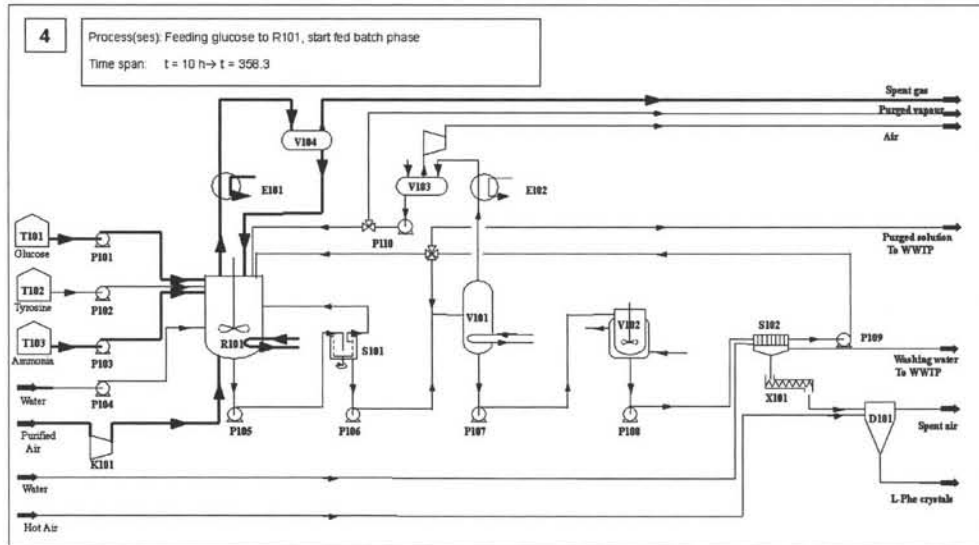 4
Process(ses): Feeding glucose to R101, start fed batch phase
Time span: t = 10 h→ t = 358.3
Spent gas
Purged vapour
Air
V104
E101
V103
E102
P110
T101
Glucose
P101
T102
Tyrosine
P102
T103
Ammonia
P103
Water
P104
Purified
Air
K101
R101
P105
S101
P106
V101
P107
V102
P108
Purged solution
To WWTP
S102
P109
Washing water
To WWTP
X101
D101
Spent air
L-Phe crystals
Water
Hot Air